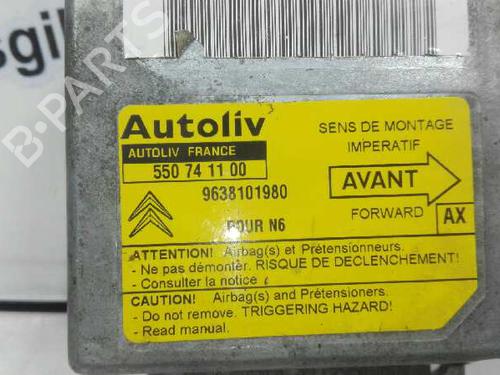 sgil
B-PARTS
Autoliv
AUTOLIV FRANCE
550 74 11 00
9638101980
POUR N6
SENS DE MONTAGE
IMPERATIF
AVANT
FORWARD
AX
ATTENTION! Airbag(s) et Prétensionneurs.
- Ne pas démonter. RISQUE DE DECLENCHEMENT!
- Consulter la notice
CAUTION! Airbag(s) and Pretensioners.
- Do not remove. TRIGGERING HAZARD!
- Read manual.